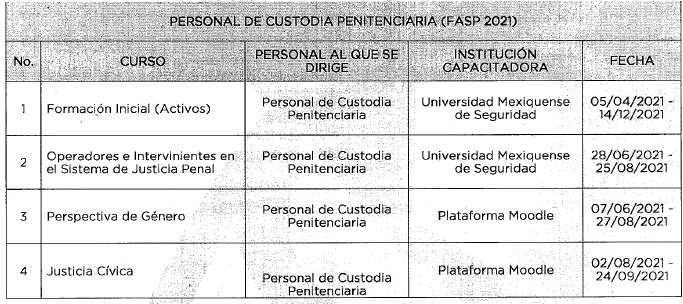 PERSONAL DE CUSTODIA PENITENCIARIA (FASP 2021)
No.
CURSO
PERSONAL AL QUE SE
DIRIGE
INSTITUCIÓN
CAPACITADORA
FECHA
1
Formación Inicial (Activos)
Personal de Custodia
Penitenciaria
Universidad Mexiquense
de Seguridad
05/04/2021 -
14/12/2021
2
Operadores e Intervinientes en
el Sistema de Justicia Penal
Personal de Custodia
Penitenciaria
Universidad Mexiquense
de Seguridad
28/06/2021 -
25/08/2021
3
Perspectiva de Género
Personal de Custodia
Penitenciaria
Plataforma Moodle
07/06/2021 -
27/08/2021
4
Justicia Cívica
Personal de Custodia
Penitenciaria
Plataforma Moodle
02/08/2021 -
24/09/2021